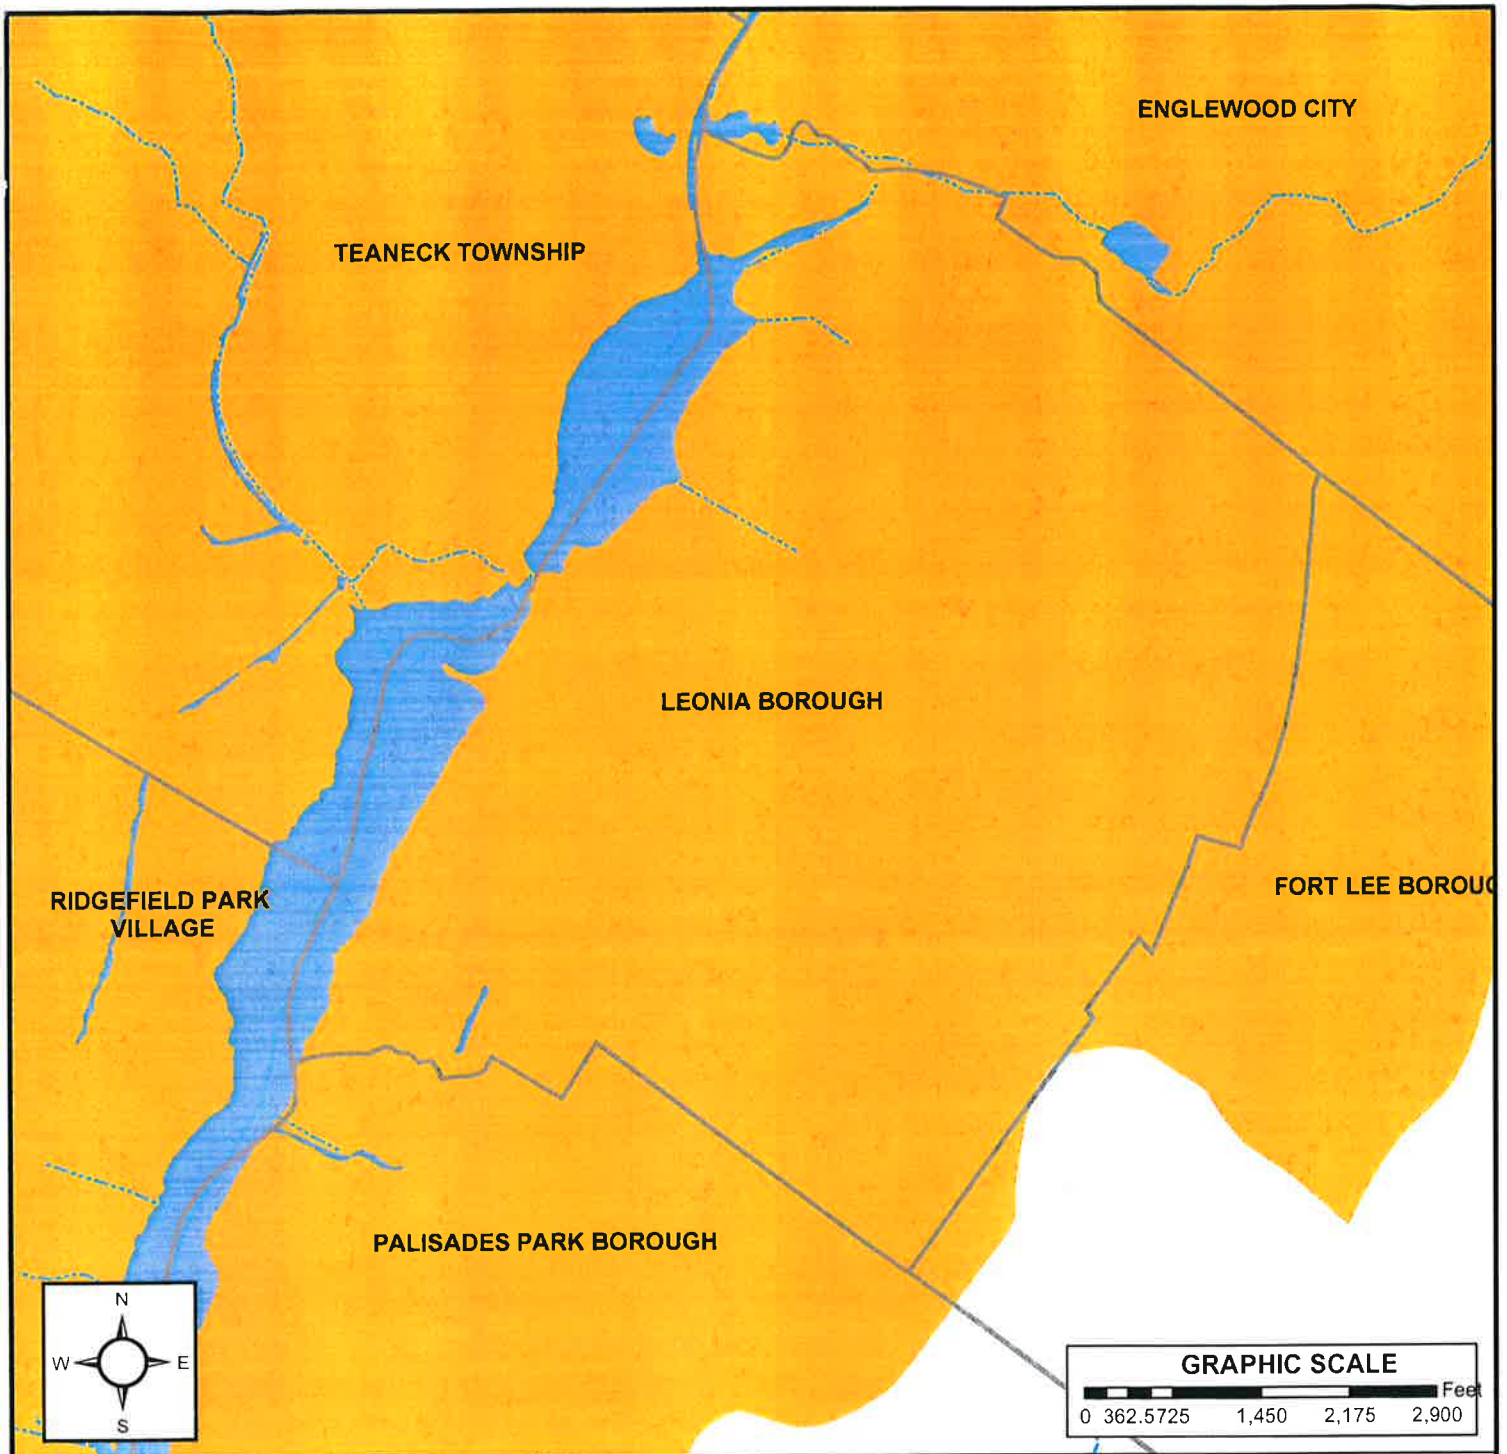 ENGLEWOOD CITY
TEANECK TOWNSHIP
LEONIA BOROUGH
FORT LEE BOROUG
RIDGEFIELD PARK
VILLAGE
PALISADES PARK BOROUGH
N
W E
S
GRAPHIC SCALE
Feet
0 362.5725 1,450 2,175 2,900